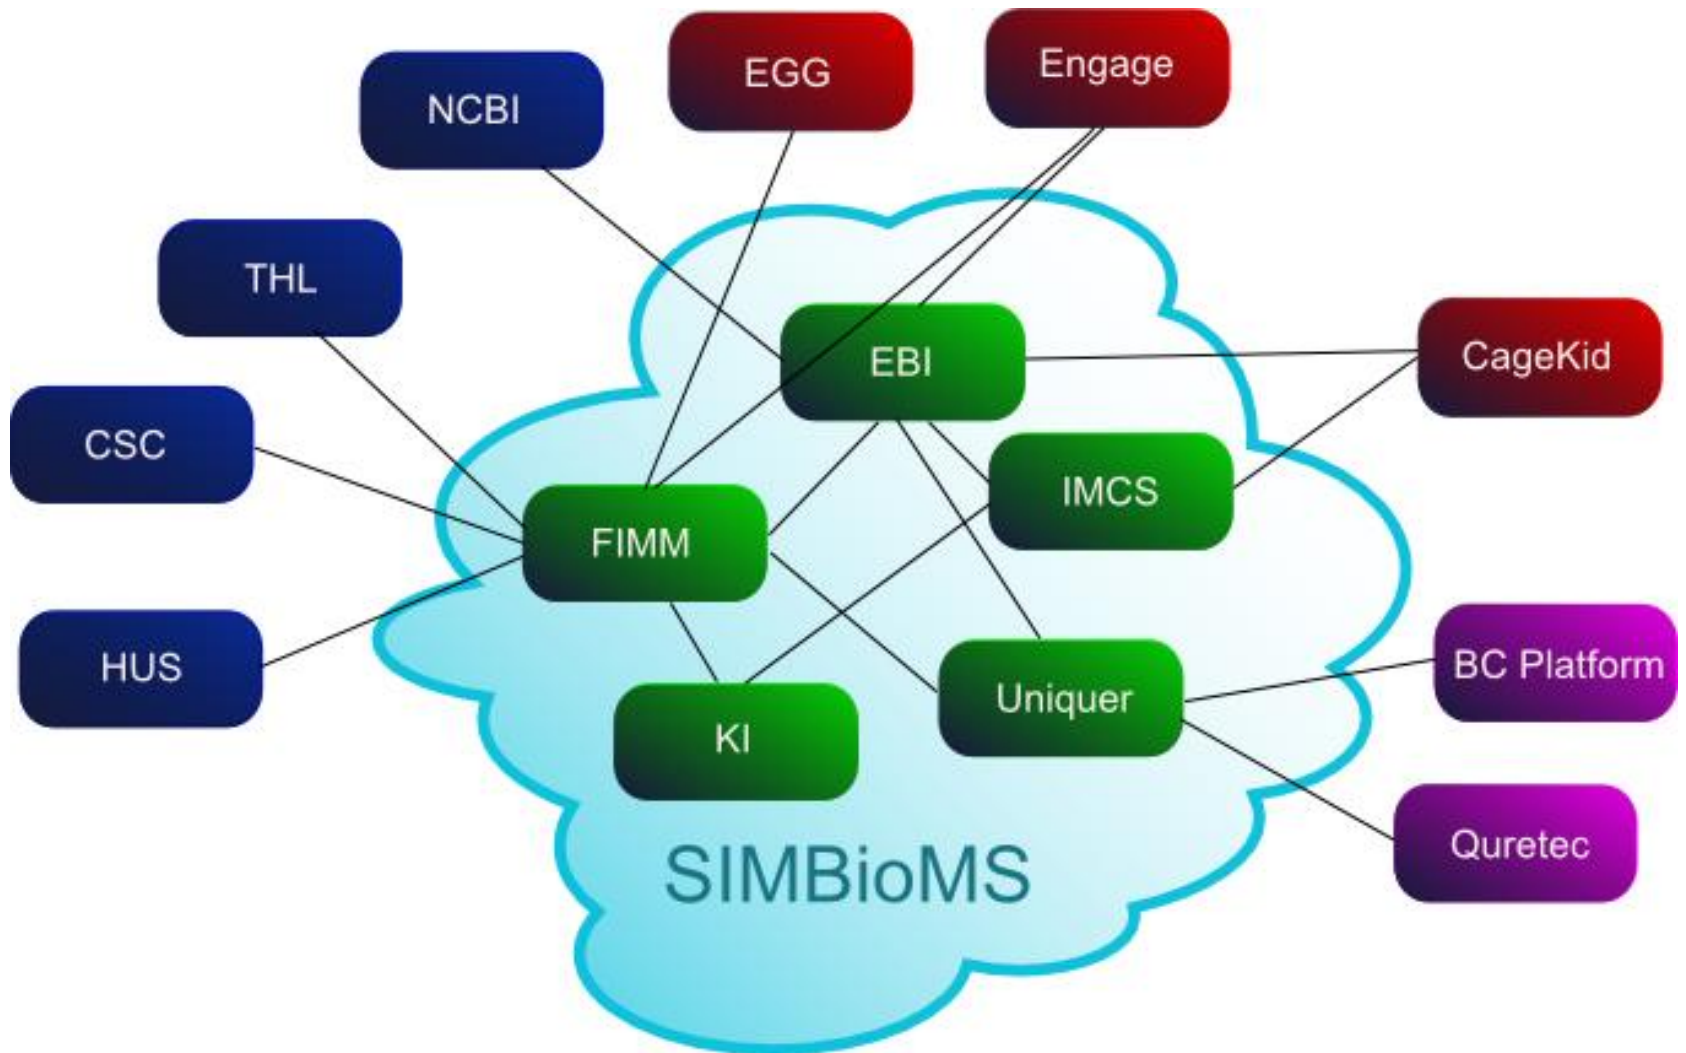 EGG
Engage
NCBI
THL
EBI
CageKid
CSC
IMCS
FIMM
HUS
BC Platform
Uniquer
KI
Quretec
SIMBioMS